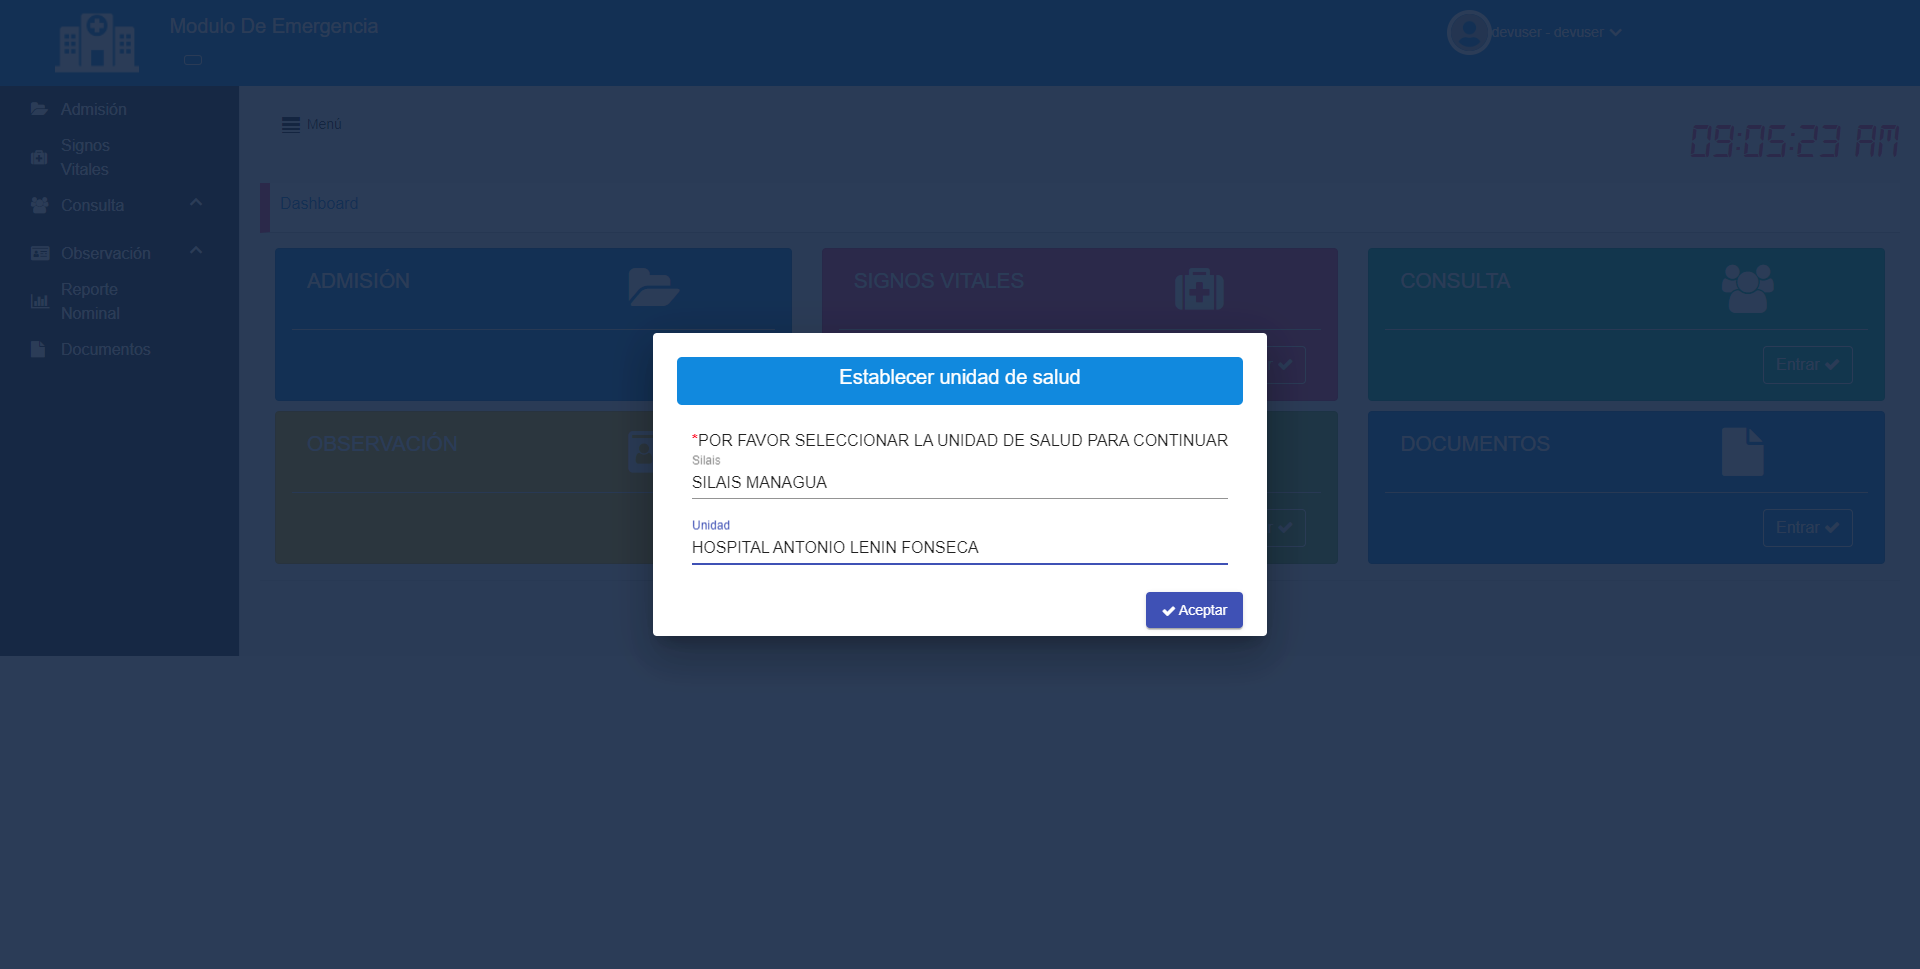 Modulo De Emergencia
devuser - devuser
Admisión
Signos
Vitales
Consulta
Observación
Reporte
Nominal
Documentos
Menú
09:05:23 AM
Dashboard
ADMISIÓN
SIGNOS VITALES
CONSULTA
Entrar
OBSERVACIÓN
DOCUMENTOS
Entrar
Establecer unidad de salud
*POR FAVOR SELECCIONAR LA UNIDAD DE SALUD PARA CONTINUAR
Silais
SILAIS MANAGUA
Unidad
HOSPITAL ANTONIO LENIN FONSECA
Aceptar